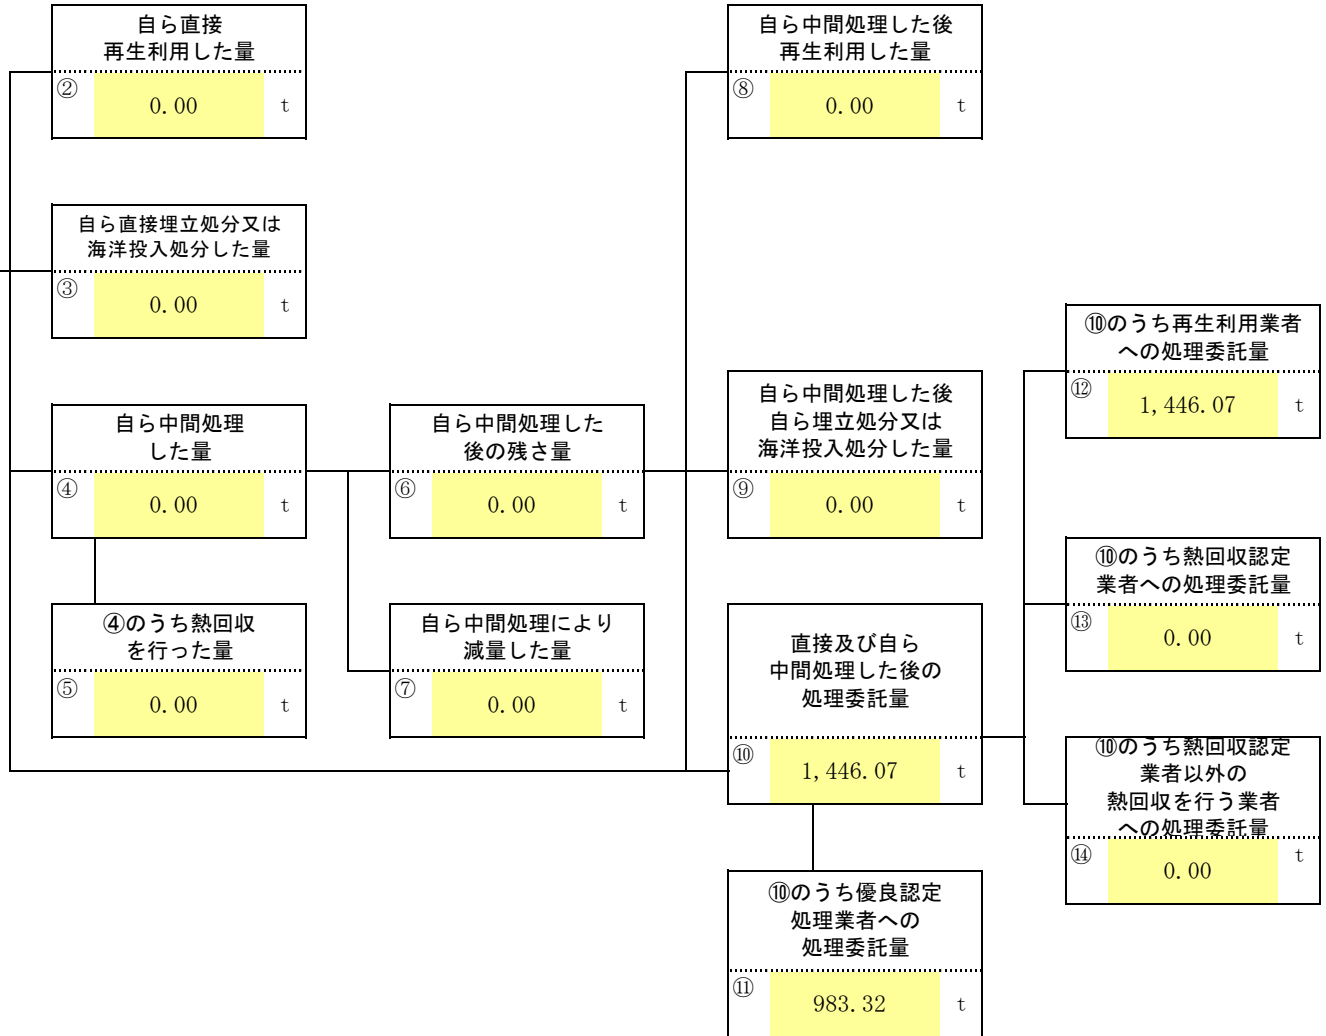 自ら直接
再生利用した量
② 0.00 t
自ら直接埋立処分又は
海洋投入処分した量
③ 0.00 t
自ら中間処理
した量
④ 0.00 t
④のうち熱回収
を行った量
⑤ 0.00 t
自ら中間処理した
後の残さ量
⑥ 0.00 t
自ら中間処理により
減量した量
⑦ 0.00 t
自ら中間処理した後
再生利用した量
⑧ 0.00 t
自ら中間処理した後
自ら埋立処分又は
海洋投入処分した量
⑨ 0.00 t
直接及び自ら
中間処理した後の
処理委託量
⑩ 1,446.07 t
⑩のうち優良認定
処理業者への
処理委託量
⑪ 983.32 t
⑩のうち再生利用業者
への処理委託量
⑫ 1,446.07 t
⑩のうち熱回収認定
業者への処理委託量
⑬ 0.00 t
⑩のうち熱回収認定
業者以外の
熱回収を行う業者
への処理委託量
⑭ 0.00 t